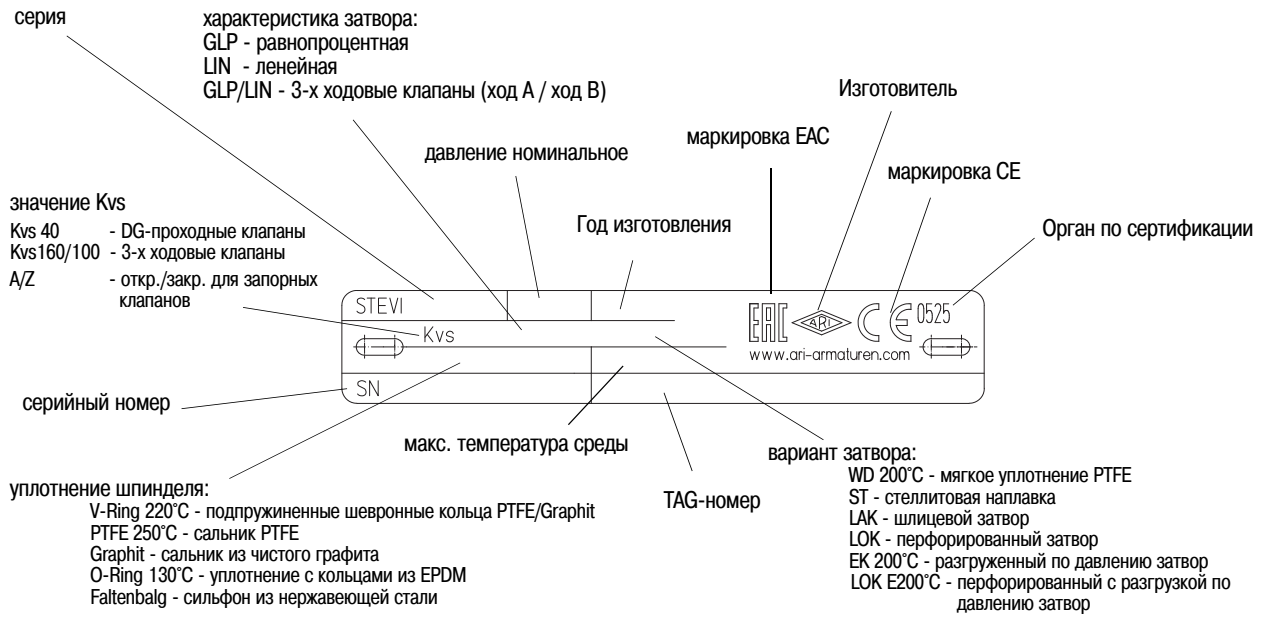 серия
характеристика затвора:
GLP - равнопроцентная
LIN - ленейная
GLP/LIN - 3-х ходовые клапаны (ход А / ход В)
Изготовитель
маркировка ЕАС
давление номинальное
маркировка СЕ
значение Kvs
Kvs 40 - DG-проходные клапаны
Kvs160/100 - 3-х ходовые клапаны
A/Z - откр./закр. для запорных
клапанов
Год изготовления
Орган по сертификации
STEVI
EAC ARI CE 0525
Kvs
www.ari-armaturen.com
SN
серийный номер
макс. температура среды
вариант затвора:
WD 200°C - мягкое уплотнение PTFE
ST - стеллитовая наплавка
LAK - шлицевой затвор
LOK - перфорированный затвор
EK 200°C - разгруженный по давлению затвор
LOK E200°C - перфорированный с разгрузкой по
давлению затвор
TAG-номер
уплотнение шпинделя:
V-Ring 220°C - подпружиненные шевронные кольца PTFE/Graphit
PTFE 250°C - сальник PTFE
Graphit - сальник из чистого графита
O-Ring 130°C - уплотнение с кольцами из EPDM
Faltenbalg - сильфон из нержавеющей стали